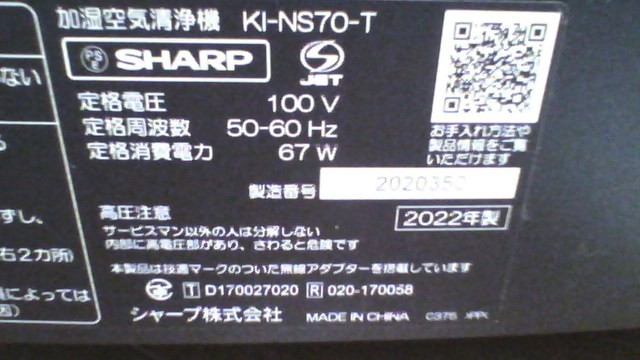 加湿空気清浄機 KI-NS70-T
PS E SHARP S JET
定格電圧 100 V
定格周波数 50-60 Hz
定格消費電力 67 W
お手入れ方法や
製品情報をご覧
いただけます
製造番号 2020352
2022年製
高圧注意
サービスマン以外の人は分解しない
内部に高電圧部があり、さわると危険です
本製品は技適マークのついた無線アダプターを搭載しています
T D170027020 R 020-170058
シャープ株式会社 MADE IN CHINA
ない
ずし、
右2カ所)
によっては
因)